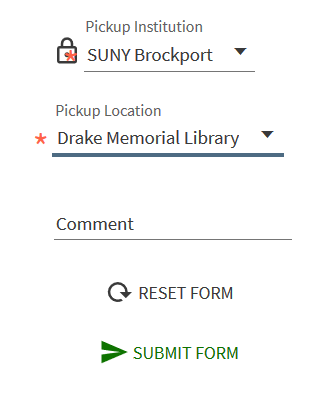 Pickup Institution
SUNY Brockport
Pickup Location
* Drake Memorial Library
Comment
RESET FORM
SUBMIT FORM